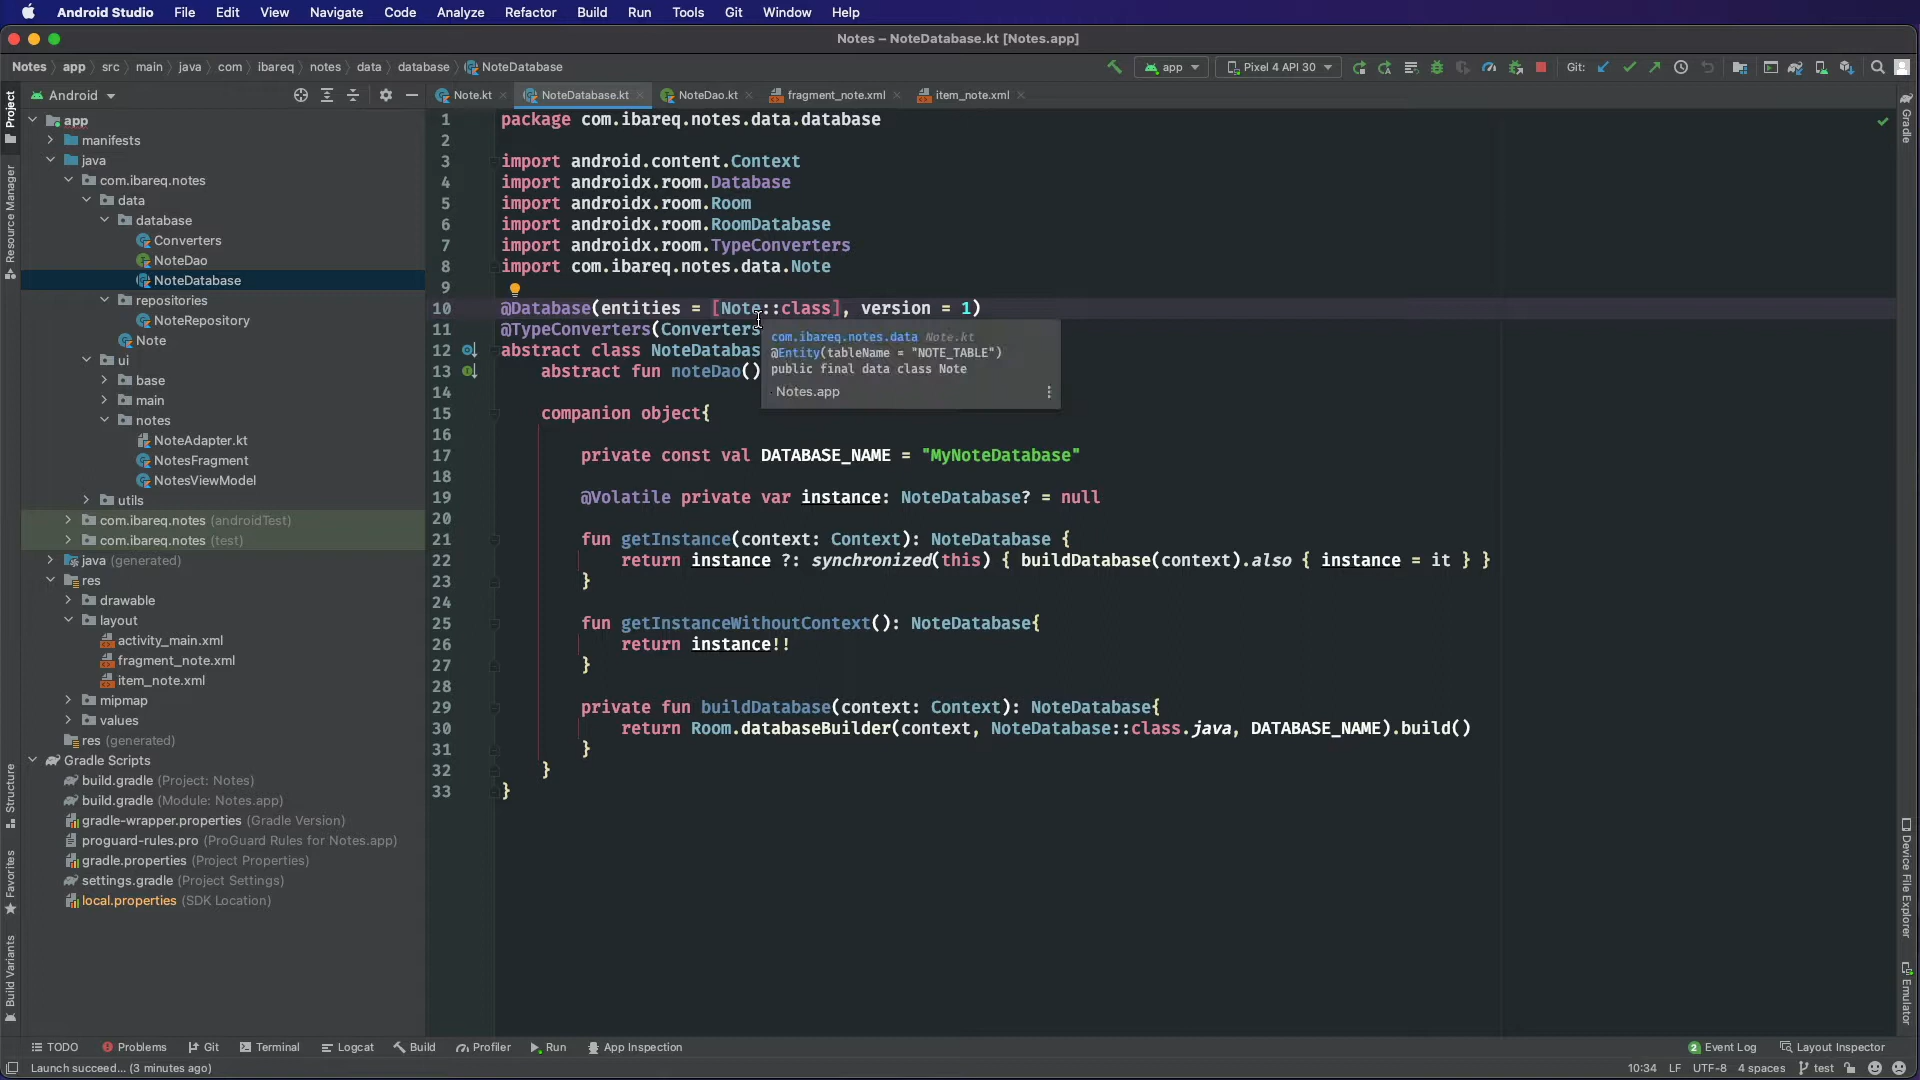 Android Studio File Edit View Navigate Code Analyze Refactor Build Run Tools Git Window Help
Notes – NoteDatabase.kt [Notes.app]
Notes app src main java com ibareq notes data database NoteDatabase app Pixel 4 API 30 Git:
Android
Note.kt NoteDatabase.kt NoteDao.kt fragment_note.xml item_note.xml
Project
Resource Manager
Structure
Favorites
Build Variants
app
manifests
java
com.ibareq.notes
data
database
Converters
NoteDao
NoteDatabase
repositories
NoteRepository
Note
ui
base
main
notes
NoteAdapter.kt
NotesFragment
NotesViewModel
utils
com.ibareq.notes (androidTest)
com.ibareq.notes (test)
java (generated)
res
drawable
layout
activity_main.xml
fragment_note.xml
item_note.xml
mipmap
values
res (generated)
Gradle Scripts
build.gradle (Project: Notes)
build.gradle (Module: Notes.app)
gradle-wrapper.properties (Gradle Version)
proguard-rules.pro (ProGuard Rules for Notes.app)
gradle.properties (Project Properties)
settings.gradle (Project Settings)
local.properties (SDK Location)
1 package com.ibareq.notes.data.database
2
3 import android.content.Context
4 import androidx.room.Database
5 import androidx.room.Room
6 import androidx.room.RoomDatabase
7 import androidx.room.TypeConverters
8 import com.ibareq.notes.data.Note
9
10 @Database(entities = [Note::class], version = 1)
11 @TypeConverters(Converters
12 abstract class NoteDatabas
13 abstract fun noteDao()
14
15 companion object{
16
17 private const val DATABASE_NAME = "MyNoteDatabase"
18
19 @Volatile private var instance: NoteDatabase? = null
20
21 fun getInstance(context: Context): NoteDatabase {
22 return instance ?: synchronized(this) { buildDatabase(context).also { instance = it } }
23 }
24
25 fun getInstanceWithoutContext(): NoteDatabase{
26 return instance!!
27 }
28
29 private fun buildDatabase(context: Context): NoteDatabase{
30 return Room.databaseBuilder(context, NoteDatabase::class.java, DATABASE_NAME).build()
31 }
32 }
33 }
com.ibareq.notes.data Note.kt
@Entity(tableName = "NOTE_TABLE")
public final data class Note
Notes.app
Gradle
Device File Explorer
Emulator
TODO Problems Git Terminal Logcat Build Profiler Run App Inspection 2 Event Log Layout Inspector
Launch succeed... (3 minutes ago) 10:34 LF UTF-8 4 spaces test